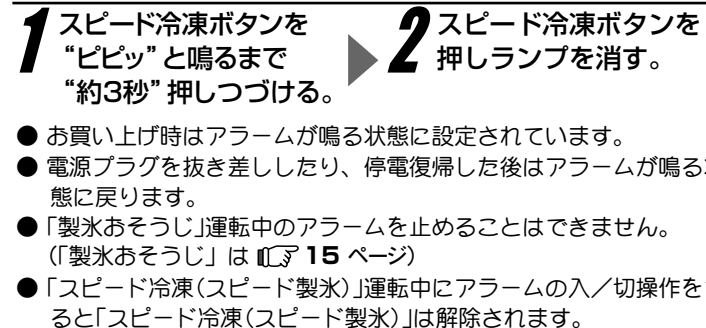 1 スピード冷凍ボタンを
“ピピッ”と鳴るまで
“約3秒”押しつづける。
2 スピード冷凍ボタンを
押しランプを消す。
● お買い上げ時はアラームが鳴る状態に設定されています。
● 電源プラグを抜き差ししたり、停電復帰した後はアラームが鳴る
態に戻ります。
●「製氷おそうじ」運転中のアラームを止めることはできません。
(「製氷おそうじ」は 15 ページ)
●「スピード冷凍(スピード製氷)」運転中にアラームの入／切操作を
ると「スピード冷凍(スピード製氷)」は解除されます。